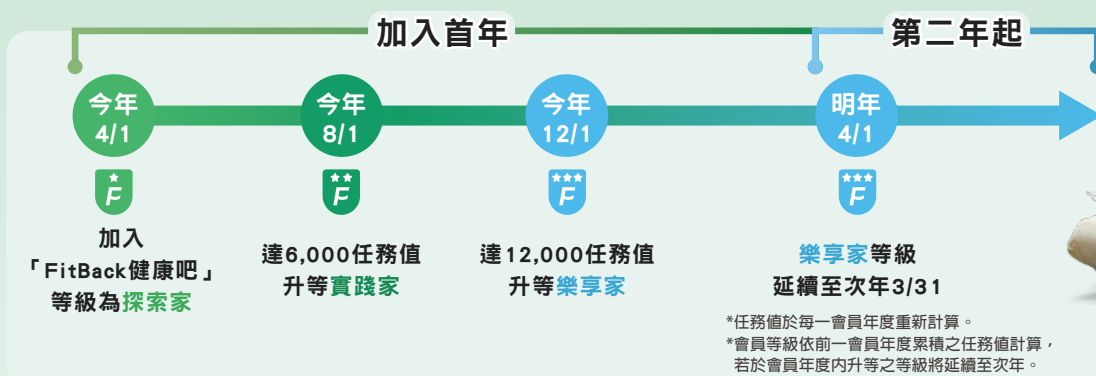 加入首年
第二年起
今年
4/1
今年
8/1
今年
12/1
明年
4/1
F
F
F
F
加入
「FitBack健康吧」
等級為探索家
達6,000任務值
升等實踐家
達12,000任務值
升等樂享家
樂享家等級
延續至次年3/31
*任務值於每一會員年度重新計算。
*會員等級依前一會員年度累積之任務值計算，
若於會員年度內升等之等級將延續至次年。